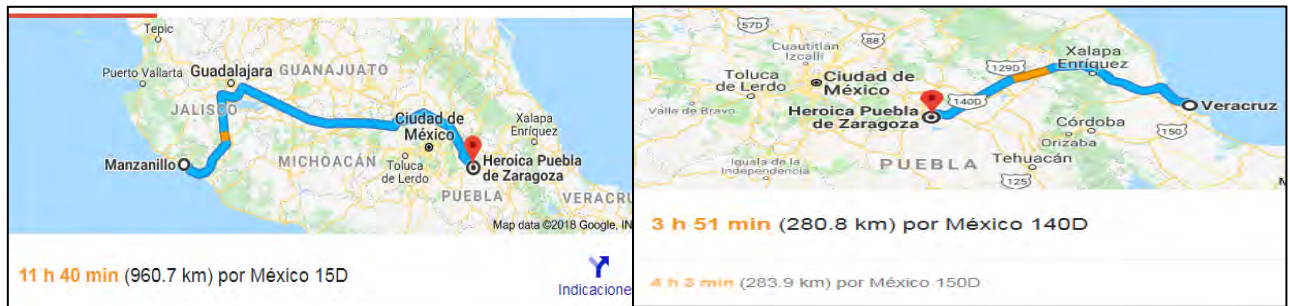 Tepic
Puerto Vallarta
Guadalajara
GUANAJUATO
JALISCO
Ciudad de
México
Xalapa
Enríquez
Manzanillo
MICHOACÁN
Toluca
de Lerdo
Heroica Puebla
de Zaragoza
PUEBLA
VERACRU
Map data ©2018 Google, IN
11 h 40 min (960.7 km) por México 15D
Indicacione
57D
88
Cuautitlán
Izcalli
Toluca
de Lerdo
Ciudad de
México
129D
Xalapa
Enríquez
Valle de Bravo
Heroica Puebla
de Zaragoza
140D
Veracruz
Córdoba
150
Orizaba
Iguala de la
Independencia
PUEBLA
Tehuacán
125
M
3 h 51 min (280.8 km) por México 140D
4 h 3 min (283.9 km) por México 150D